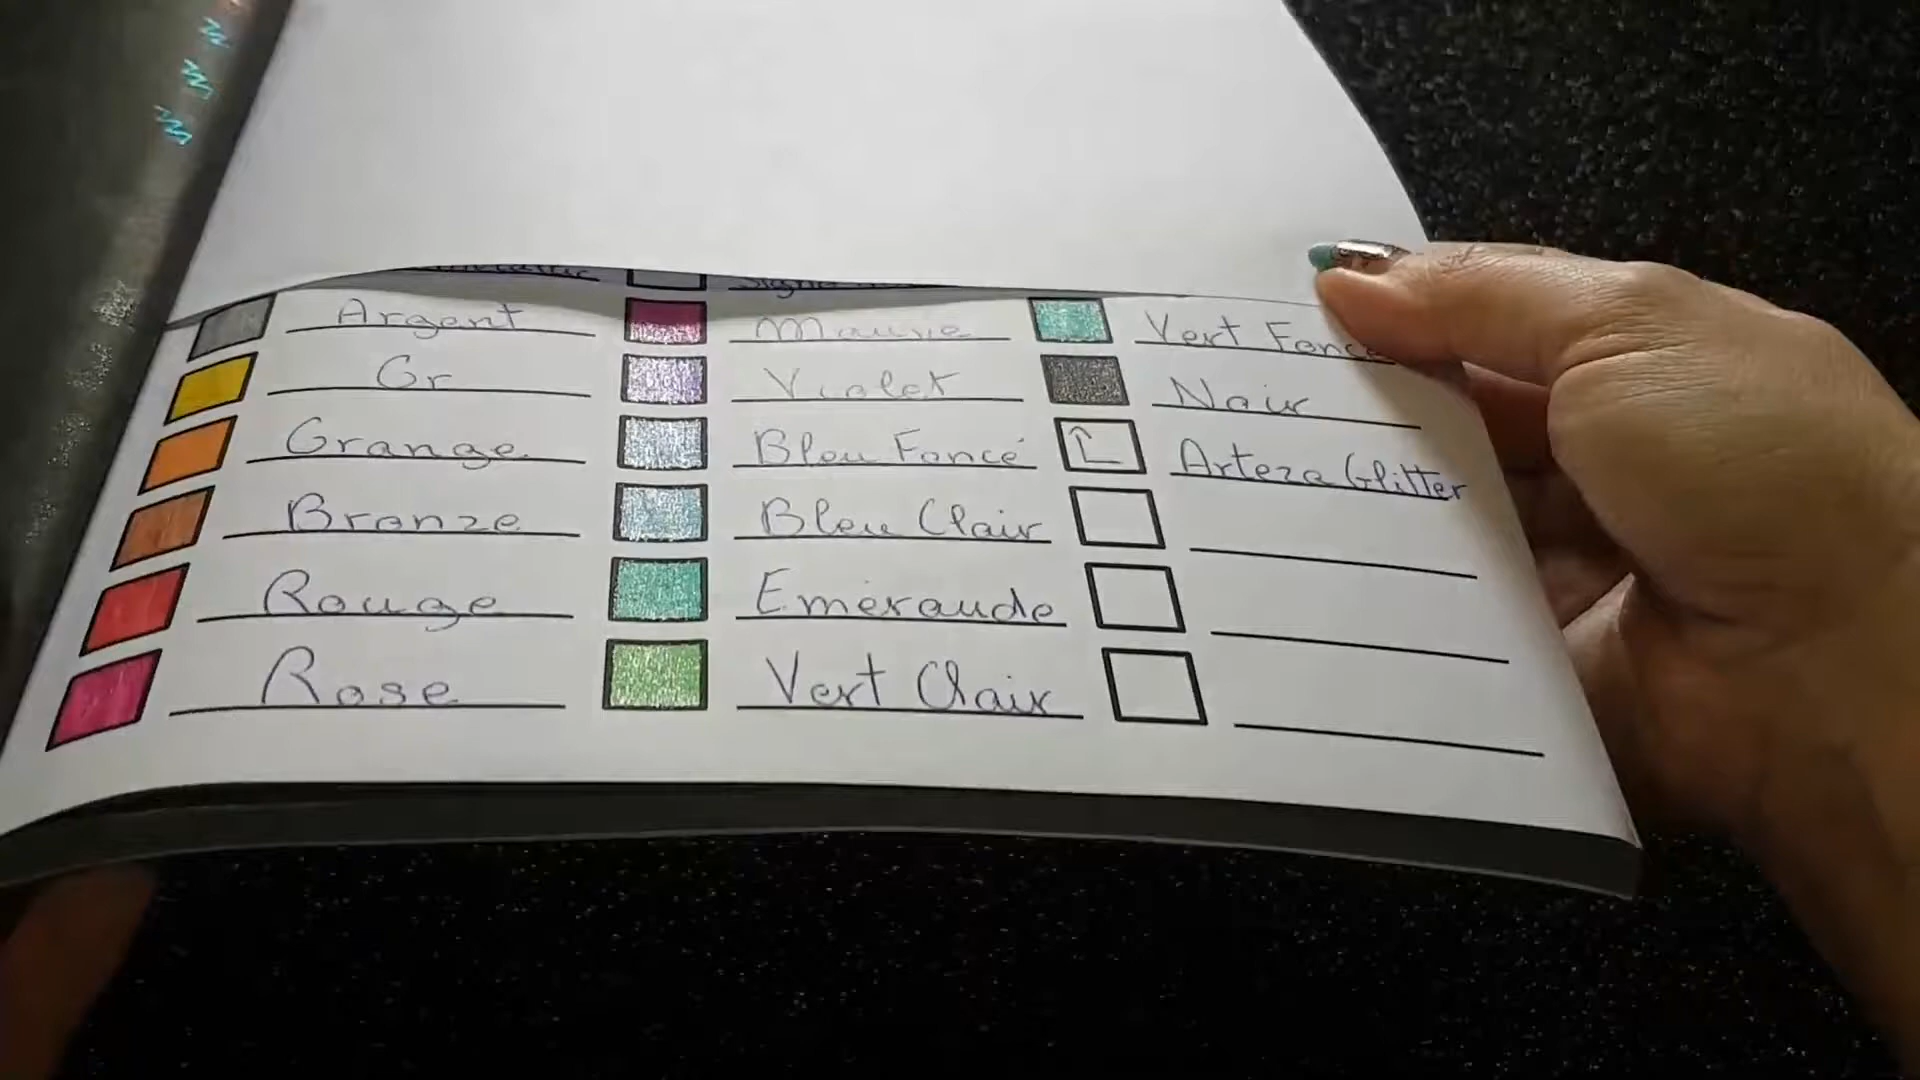 Argent
Or
Orange
Bronze
Rouge
Rose
Mauve
Violet
Bleu Foncé
Bleu Clair
Emeraude
Vert Clair
Vert Foncé
Noir
Arteza Glitter